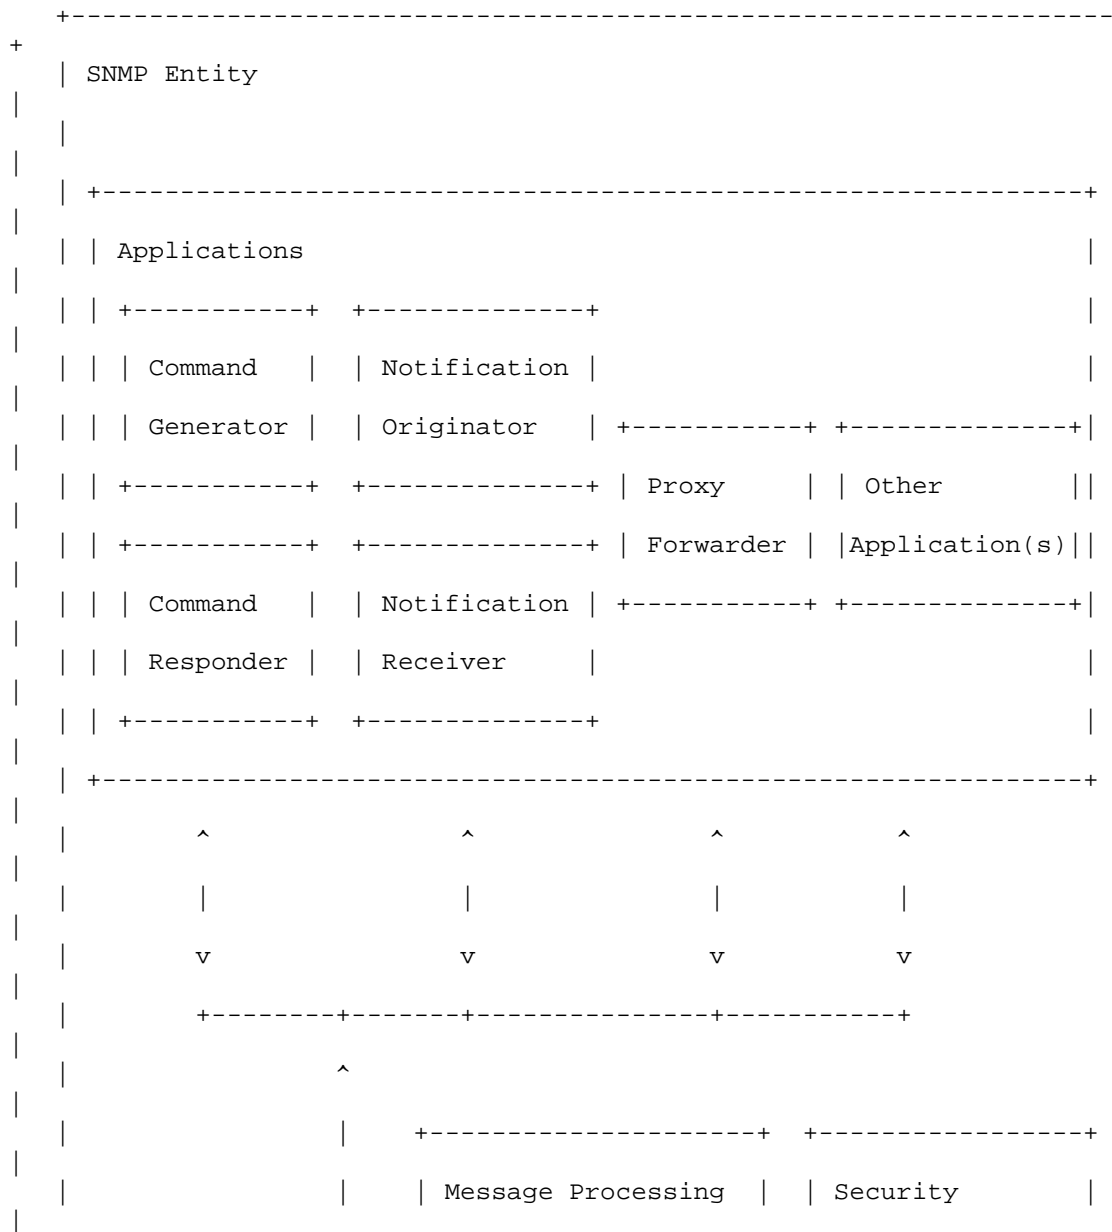 +-------------------------------------------------------------------
+
   | SNMP Entity
|
   |
|
   | +---------------------------------------------------------------+
|
   | | Applications                                                  |
|
   | | +-----------+  +--------------+                               |
|
   | | | Command   |  | Notification |                               |
|
   | | | Generator |  | Originator   | +-----------+ +--------------+|
|
   | | +-----------+  +--------------+ | Proxy     | | Other        ||
|
   | | +-----------+  +--------------+ | Forwarder | |Application(s)||
|
   | | | Command   |  | Notification | +-----------+ +--------------+|
|
   | | | Responder |  | Receiver     |                               |
|
   | | +-----------+  +--------------+                               |
|
   | +---------------------------------------------------------------+
|
   |        ^                ^               ^           ^
|
   |        |                |               |           |
|
   |        v                v               v           v
|
   |        +--------+-------+---------------+-----------+
|
   |                 ^
|
   |                 |    +---------------------+  +-----------------+
|
   |                 |    | Message Processing  |  | Security        |
|